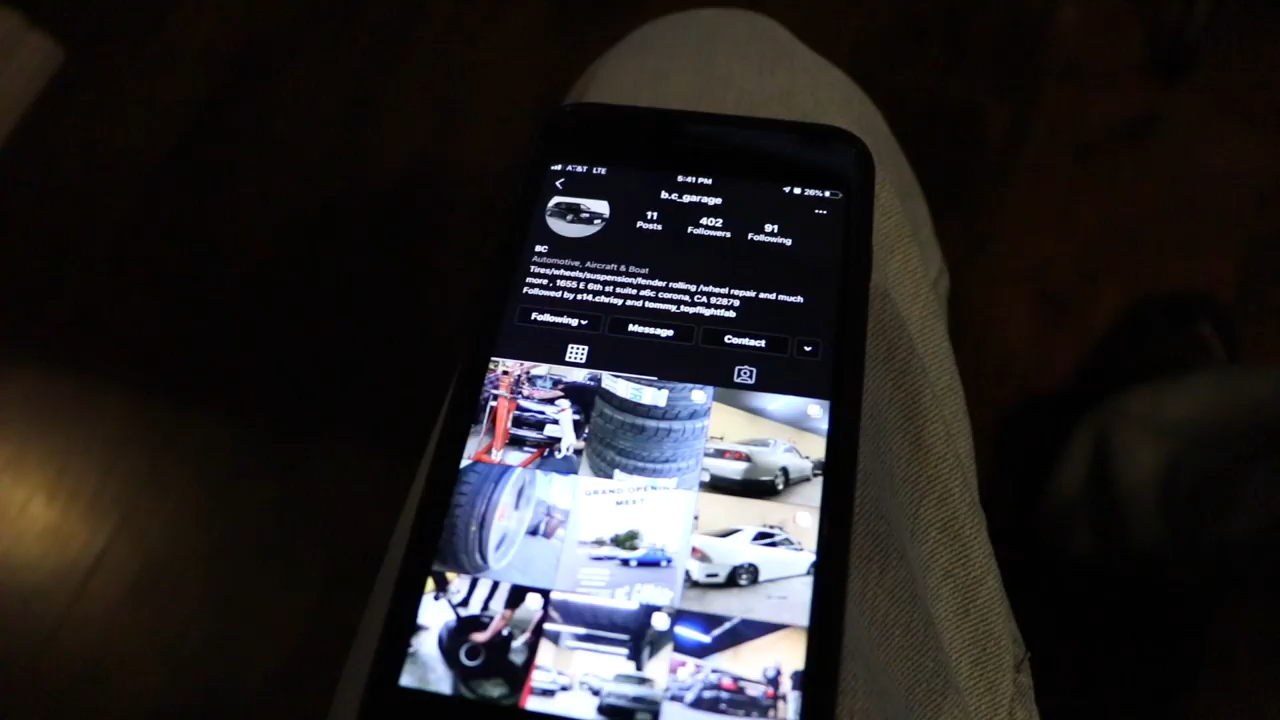 AT&T LTE
5:41 PM
26%
b.c_garage
11 402 91
Posts Followers Following
BC
Automotive, Aircraft & Boat
Tires/wheels/suspension/fender rolling /wheel repair and much
more , 1655 E 6th st suite a6c corona, CA 92879
Followed by s14.chrisy and tommy_topflightfab
Following Message Contact
GRAND OPENING
MEET